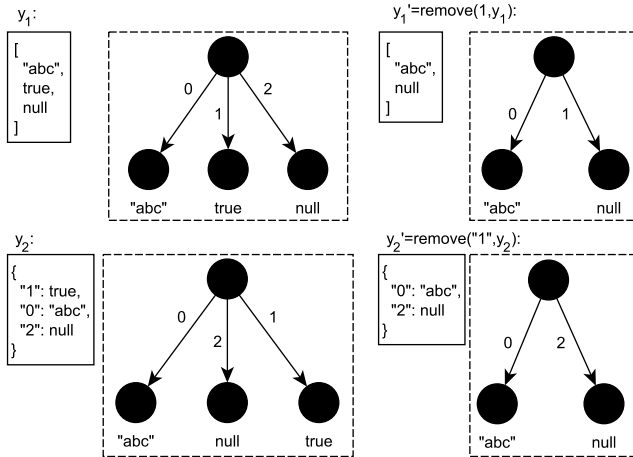 y1:
[
"abc",
true,
null
]
0
1
2
"abc" true null
y1'=remove(1,y1):
[
"abc",
null
]
0
1
"abc" null
y2:
{
"1": true,
"0": "abc",
"2": null
}
0
2
1
"abc" null true
y2'=remove("1",y2):
{
"0": "abc",
"2": null
}
0
2
"abc" null